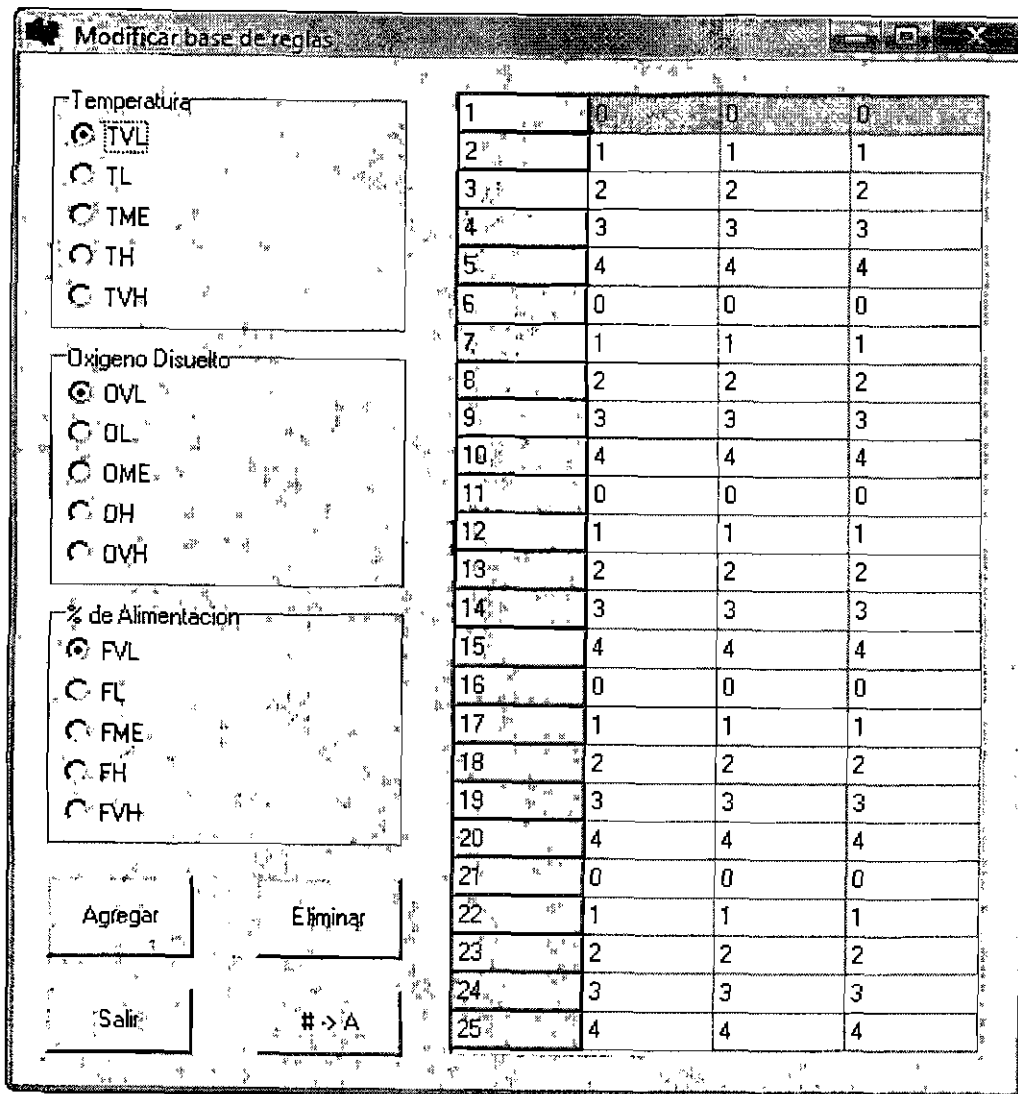 Modificar base de reglas
Temperatura
TVL
TL
TME
TH
TVH
Oxigeno Disuelto
OVL
OL
OME
OH
OVH
% de Alimentacion
FVL
FL
FME
FH
FVH
Agregar Eliminar
Salir # -> A
1 0 0 0
2 1 1 1
3 2 2 2
4 3 3 3
5 4 4 4
6 0 0 0
7 1 1 1
8 2 2 2
9 3 3 3
10 4 4 4
11 0 0 0
12 1 1 1
13 2 2 2
14 3 3 3
15 4 4 4
16 0 0 0
17 1 1 1
18 2 2 2
19 3 3 3
20 4 4 4
21 0 0 0
22 1 1 1
23 2 2 2
24 3 3 3
25 4 4 4